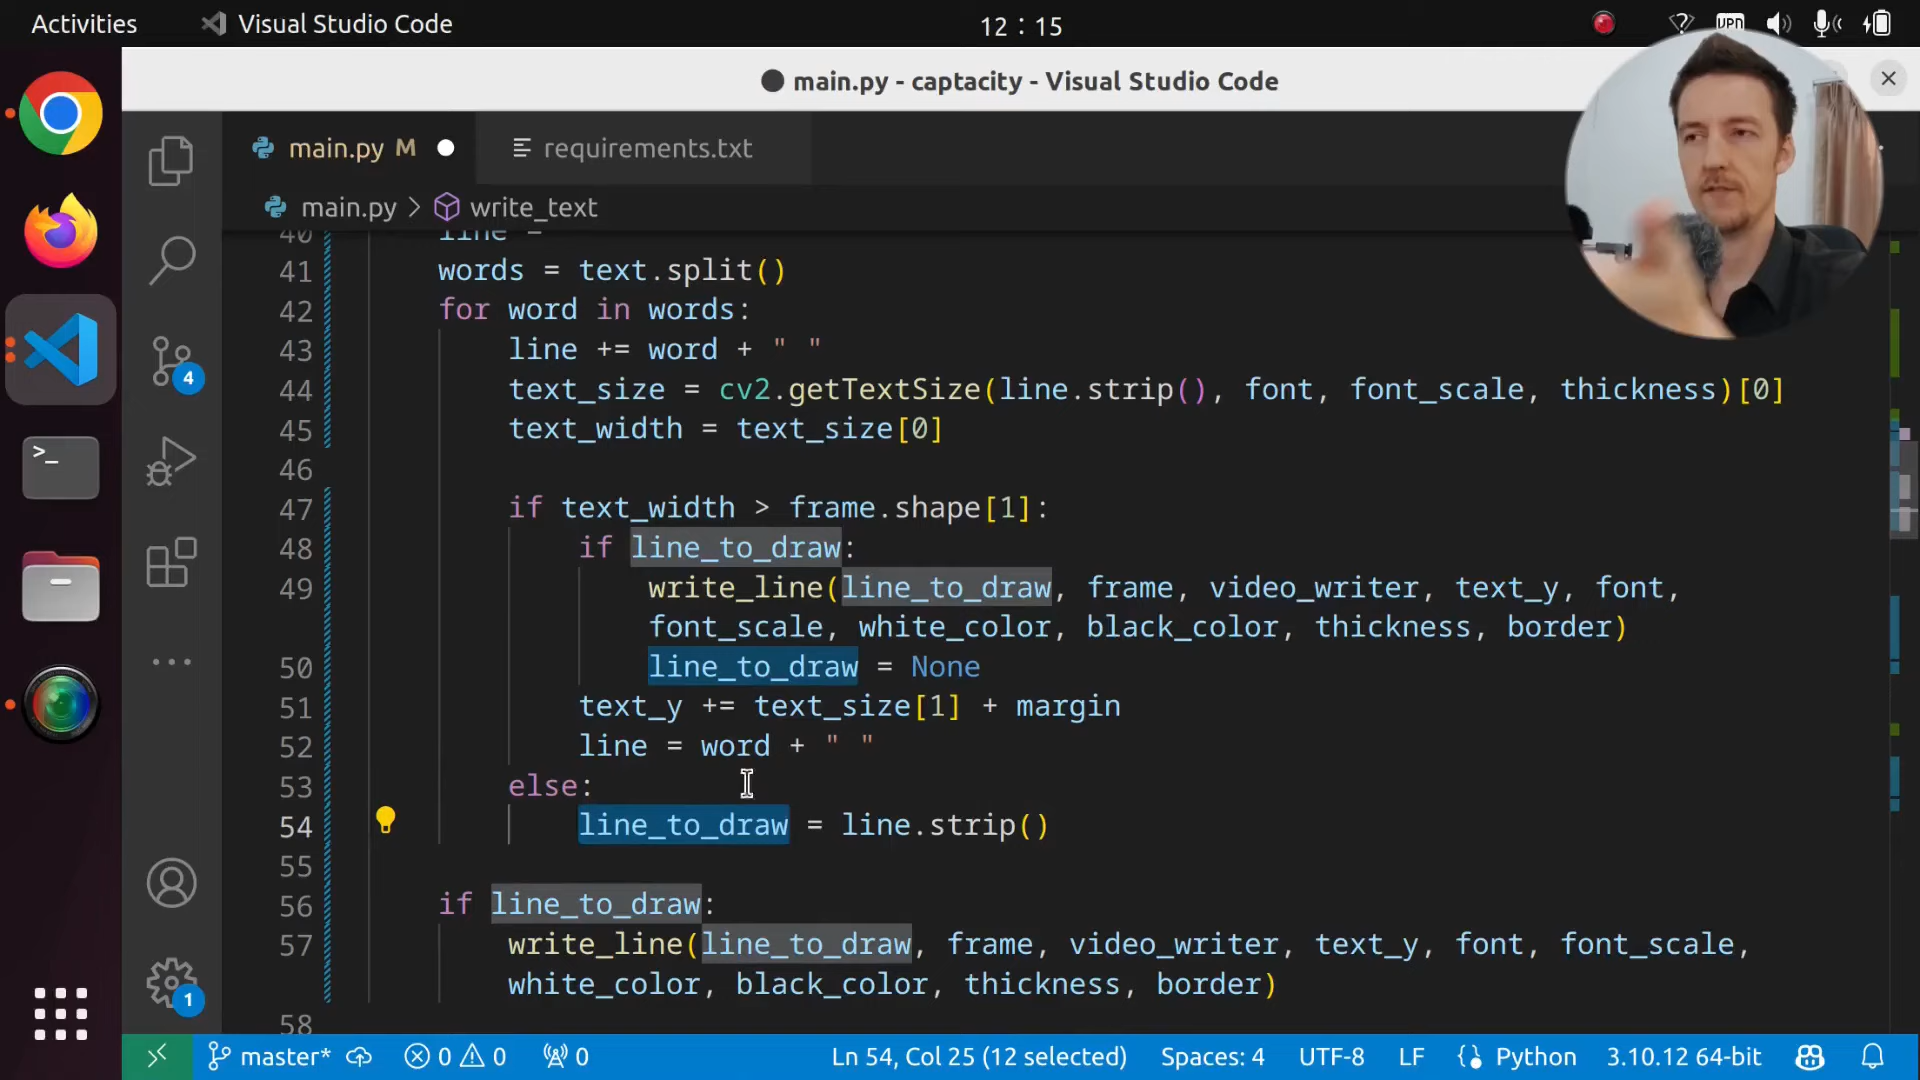 Activities
Visual Studio Code
12 : 15
VPN
main.py - captacity - Visual Studio Code
main.py M
requirements.txt
main.py > write_text
40 line =
41 words = text.split()
42 for word in words:
43 line += word + " "
44 text_size = cv2.getTextSize(line.strip(), font, font_scale, thickness)[0]
45 text_width = text_size[0]
46
47 if text_width > frame.shape[1]:
48 if line_to_draw:
49 write_line(line_to_draw, frame, video_writer, text_y, font,
font_scale, white_color, black_color, thickness, border)
50 line_to_draw = None
51 text_y += text_size[1] + margin
52 line = word + " "
53 else:
54 line_to_draw = line.strip()
55
56 if line_to_draw:
57 write_line(line_to_draw, frame, video_writer, text_y, font, font_scale,
white_color, black_color, thickness, border)
58
4
1
master*
0 0
0
Ln 54, Col 25 (12 selected)
Spaces: 4
UTF-8
LF
Python
3.10.12 64-bit